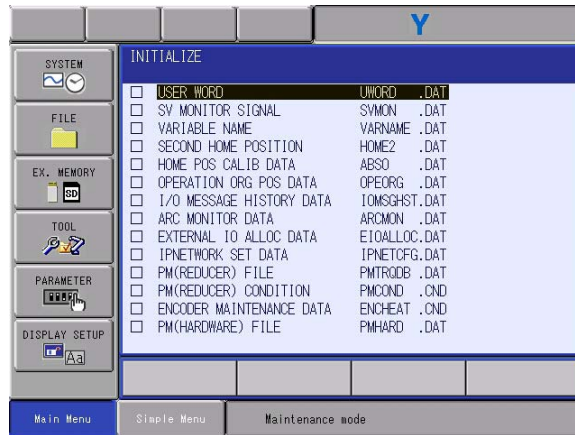 Y
SYSTEM
FILE
EX. MEMORY
SD
TOOL
PARAMETER
DISPLAY SETUP
Aa
INITIALIZE
USER WORD UWORD .DAT
SV MONITOR SIGNAL SVMON .DAT
VARIABLE NAME VARNAME .DAT
SECOND HOME POSITION HOME2 .DAT
HOME POS CALIB DATA ABSO .DAT
OPERATION ORG POS DATA OPEORG .DAT
I/O MESSAGE HISTORY DATA IOMSGHST.DAT
ARC MONITOR DATA ARCMON .DAT
EXTERNAL IO ALLOC DATA EIOALLOC.DAT
IPNETWORK SET DATA IPNETCFG.DAT
PM(REDUCER) FILE PMTRQDB .DAT
PM(REDUCER) CONDITION PMCOND .CND
ENCODER MAINTENANCE DATA ENCHEAT .CND
PM(HARDWARE) FILE PMHARD .DAT
Main Menu Simple Menu Maintenance mode